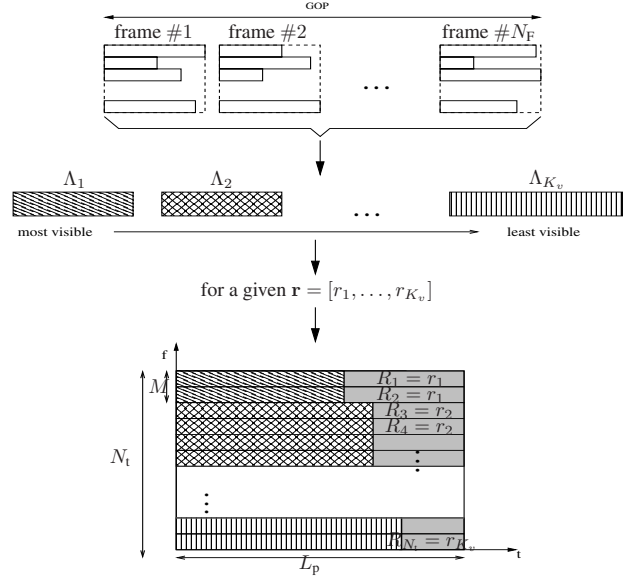 GOP
frame #1 frame #2 frame #N_F
...
Λ_1 Λ_2 Λ_{K_v}
...
most visible least visible
for a given r = [r_1, . . . , r_{K_v}]
f
M
R_1 = r_1
R_2 = r_1
R_3 = r_2
R_4 = r_2
N_t
R_{N_t} = r_{K_v}
t
L_p